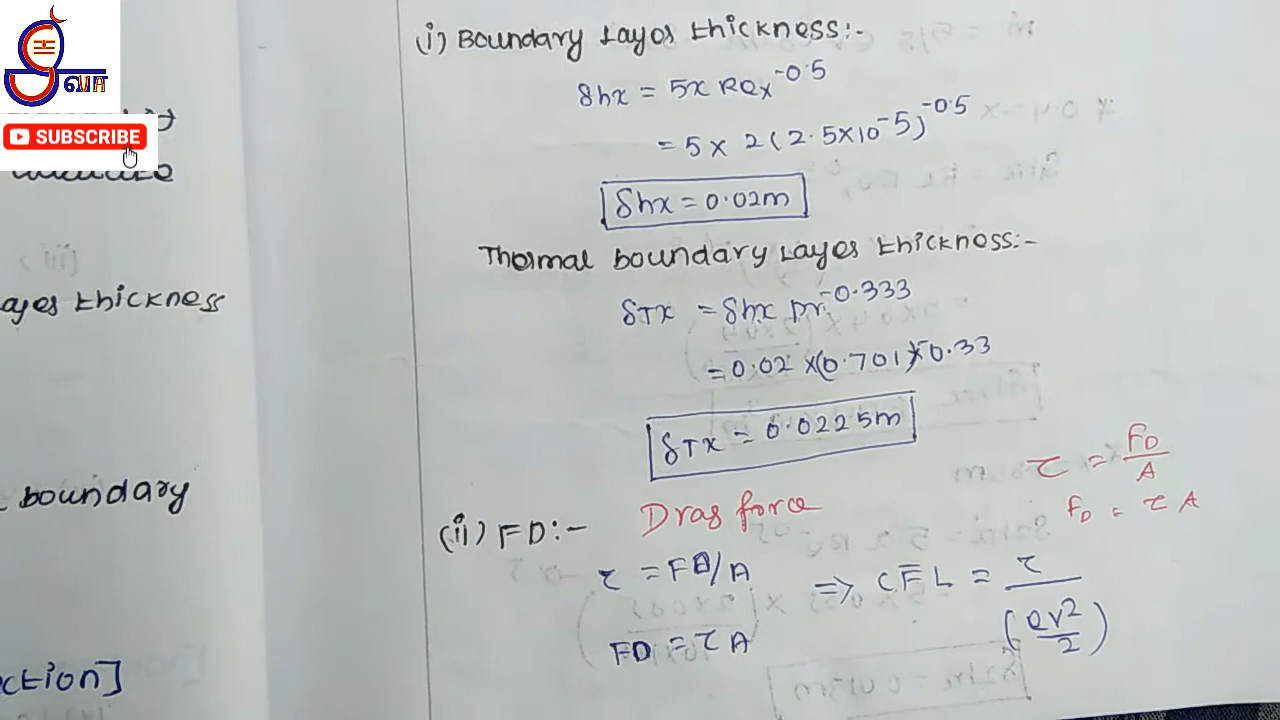 சிவா
SUBSCRIBE
ayer thickness
boundary
ction]
(i) Boundary Layer thickness:-
δhx = 5x Rex^-0.5
= 5 × 2(2.5×10^-5)^-0.5
δhx = 0.02m
Thermal boundary Layer thickness:-
δTx = δhx Pr^-0.333
= 0.02 ×(0.701)^-0.33
δTx = 0.0225m
τ = FD/A
FD = τ A
(ii) FD:- Drag force
τ = FD/A ⇒ CFL = τ/(ρv²/2)
FD = τ A